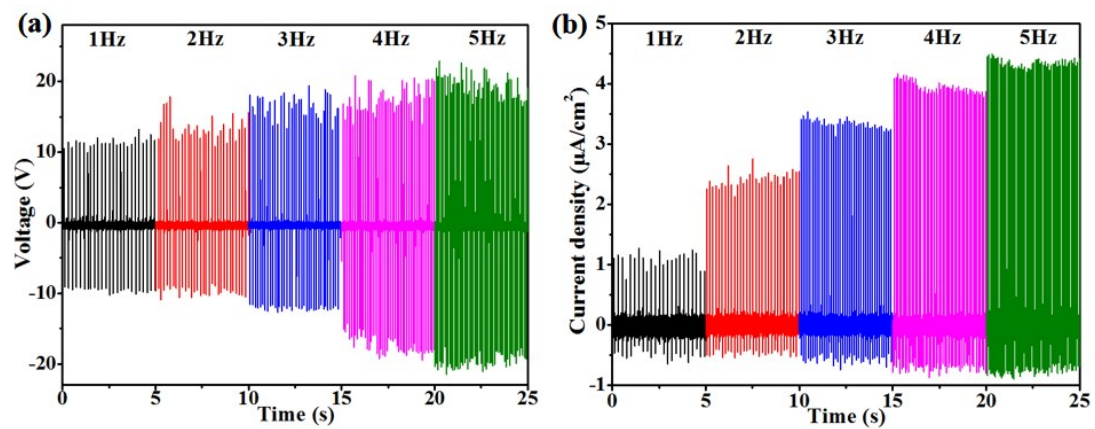 (a)
1Hz 2Hz 3Hz 4Hz 5Hz
Voltage (V)
20
10
0
-10
-20
0 5 10 15 20 25
Time (s)
(b)
1Hz 2Hz 3Hz 4Hz 5Hz
Current density (μA/cm²)
5
4
3
2
1
0
-1
0 5 10 15 20 25
Time (s)